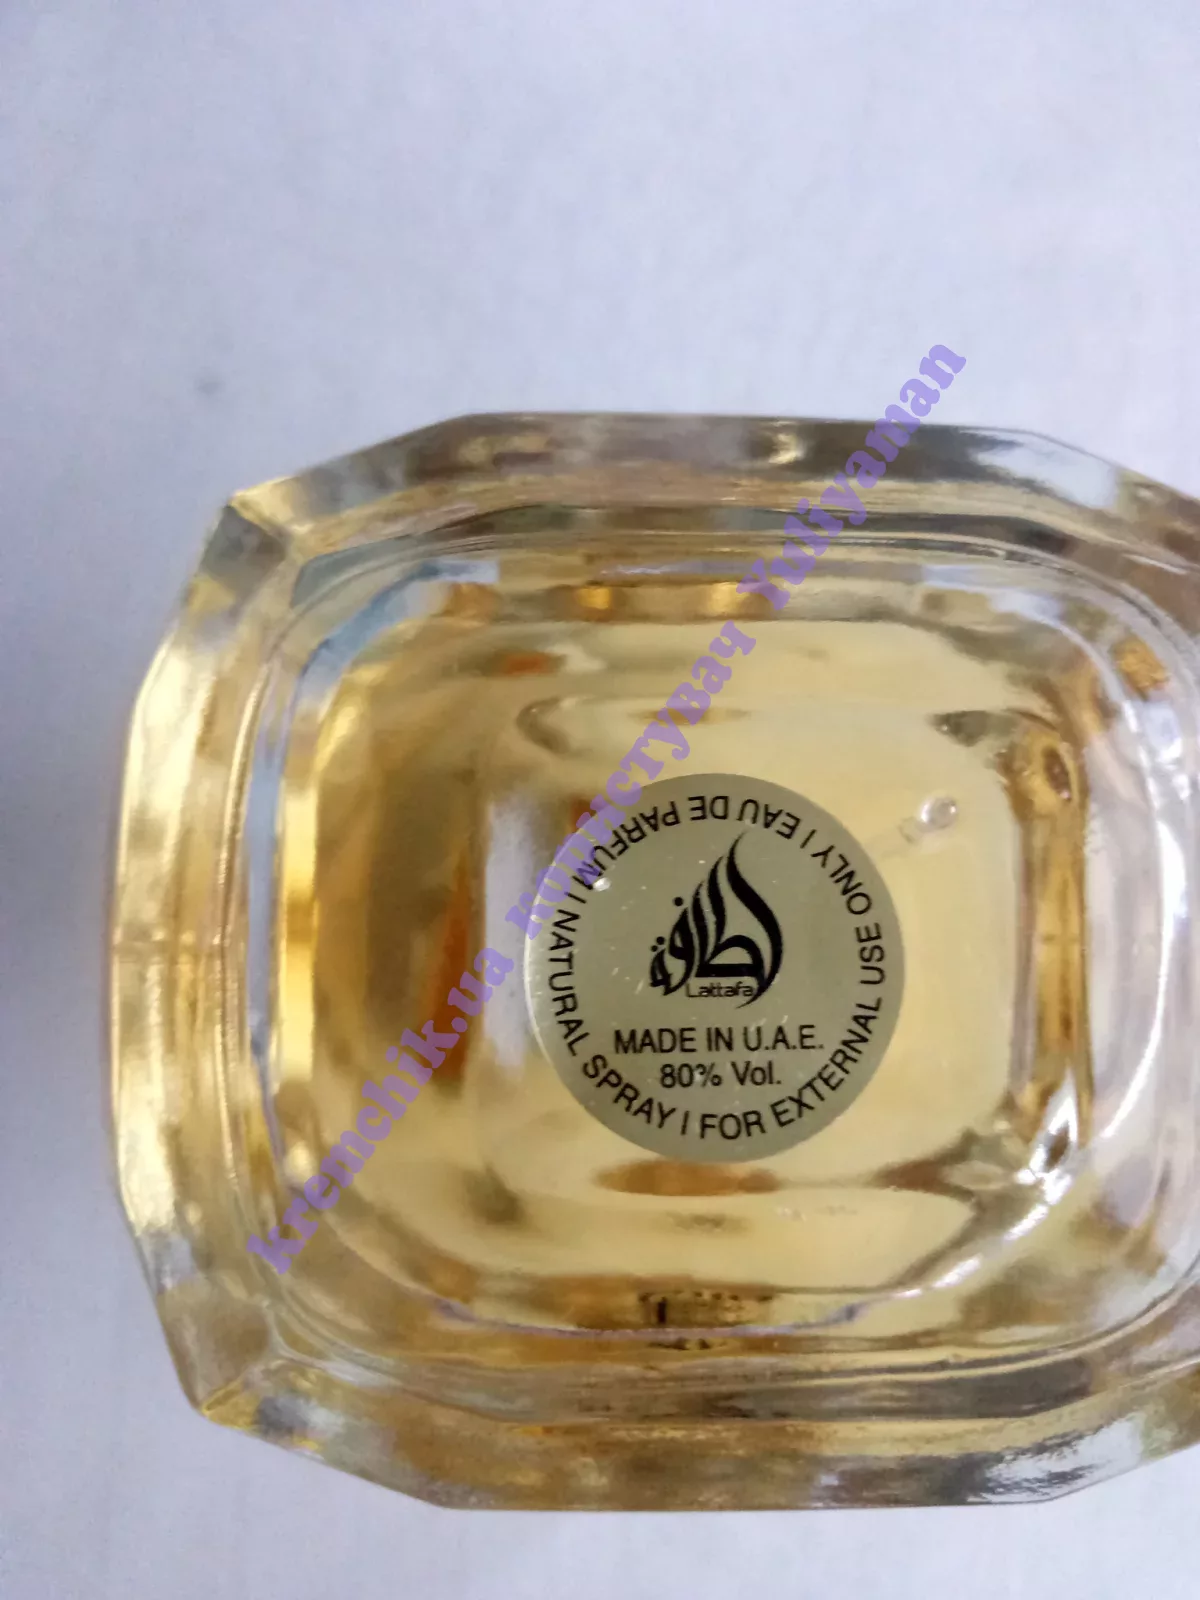 لطافة
Lattafa
MADE IN U.A.E.
80% Vol.
EAU DE PARFUM | NATURAL SPRAY | FOR EXTERNAL USE ONLY |
kremchik.ua користувач Yuliyaman